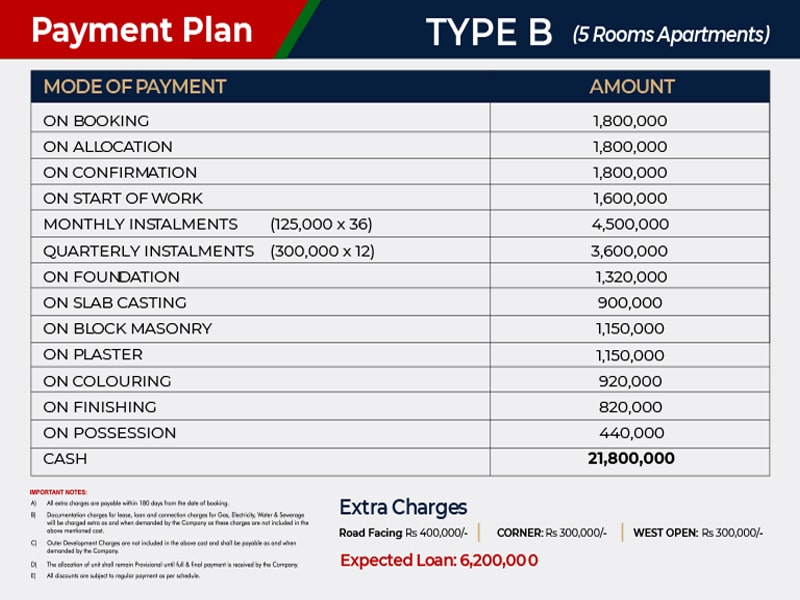 Payment Plan
TYPE B (5 Rooms Apartments)
MODE OF PAYMENT AMOUNT
ON BOOKING 1,800,000
ON ALLOCATION 1,800,000
ON CONFIRMATION 1,800,000
ON START OF WORK 1,600,000
MONTHLY INSTALMENTS (125,000 x 36) 4,500,000
QUARTERLY INSTALMENTS (300,000 x 12) 3,600,000
ON FOUNDATION 1,320,000
ON SLAB CASTING 900,000
ON BLOCK MASONRY 1,150,000
ON PLASTER 1,150,000
ON COLOURING 920,000
ON FINISHING 820,000
ON POSSESSION 440,000
CASH 21,800,000
IMPORTANT NOTES:
A) All extra charges are payable within 180 days from the date of booking.
B) Documentation charges for lease, loan and connection charges for Gas, Electricity, Water & Sewerage
will be charged extra as and when demanded by the Company as these charges are not included in the
above mentioned cost.
C) Outer Development Charges are not included in the above cost and shall be payable as and when
demanded by the Company.
D) The allocation of unit shall remain Provisional until full & final payment is received by the Company.
E) All discounts are subject to regular payment as per schedule.
Extra Charges
Road Facing Rs 400,000/- CORNER: Rs 300,000/- WEST OPEN: Rs 300,000/-
Expected Loan: 6,200,000